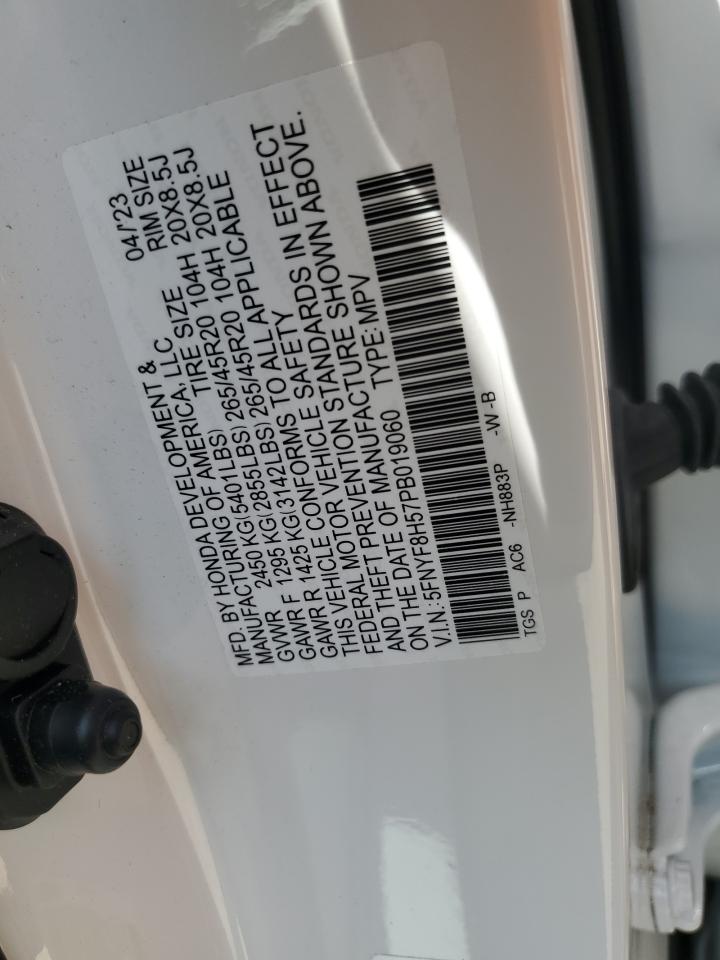 MFD. BY HONDA DEVELOPMENT & 04/'23
MANUFACTURING OF AMERICA, LLC RIM SIZE
GVWR 2450 KG(5401LBS) TIRE SIZE 20X8.5J
GAWR F 1295 KG(2855LBS) 265/45R20 104H 20X8.5J
GAWR R 1425 KG(3142LBS) 265/45R20 104H
THIS VEHICLE CONFORMS TO ALL APPLICABLE
FEDERAL MOTOR VEHICLE SAFETY
AND THEFT PREVENTION STANDARDS IN EFFECT
ON THE DATE OF MANUFACTURE SHOWN ABOVE.
V.I.N.:5FNYF8H57PB019060 TYPE: MPV
TGS P AC6 -NH883P -W -B